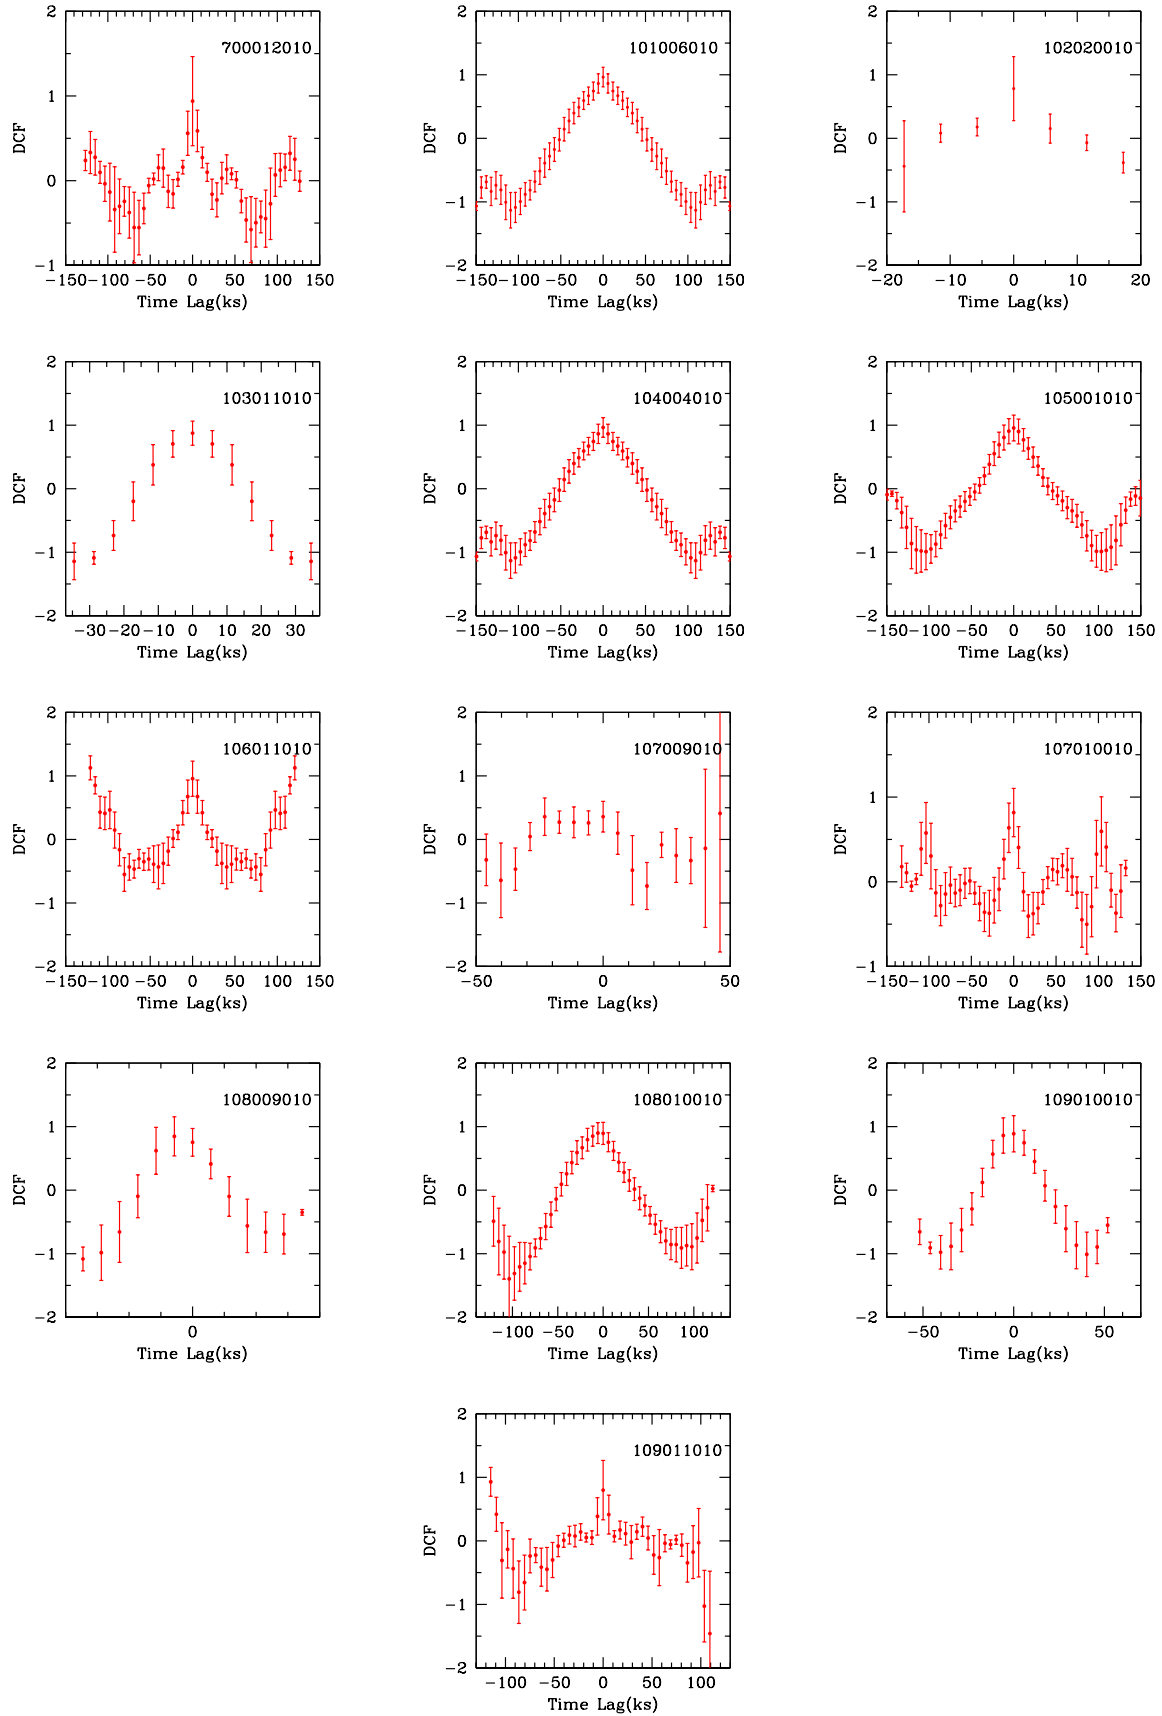 2
700012010
1
DCF
0
−1
−150 −100 −50 0 50 100 150
Time Lag(ks)
2
101006010
1
DCF
0
−1
−2
−150 −100 −50 0 50 100 150
Time Lag(ks)
2
102020010
1
DCF
0
−1
−2
−20 −10 0 10 20
Time Lag(ks)
2
103011010
1
DCF
0
−1
−2
−30 −20 −10 0 10 20 30
Time Lag(ks)
2
104004010
1
DCF
0
−1
−2
−150 −100 −50 0 50 100 150
Time Lag(ks)
2
105001010
1
DCF
0
−1
−2
−150 −100 −50 0 50 100 150
Time Lag(ks)
2
106011010
1
DCF
0
−1
−2
−150 −100 −50 0 50 100 150
Time Lag(ks)
2
107009010
1
DCF
0
−1
−2
−50 0 50
Time Lag(ks)
2
107010010
1
DCF
0
−1
−150 −100 −50 0 50 100 150
Time Lag(ks)
2
108009010
1
DCF
0
−1
−2
0
Time Lag(ks)
2
108010010
1
DCF
0
−1
−2
−100 −50 0 50 100
Time Lag(ks)
2
109010010
1
DCF
0
−1
−2
−50 0 50
Time Lag(ks)
2
109011010
1
DCF
0
−1
−2
−100 −50 0 50 100
Time Lag(ks)